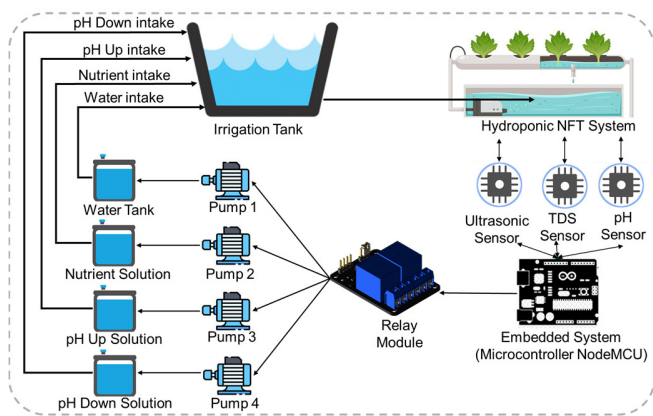 pH Down intake
pH Up intake
Nutrient intake
Water intake
Irrigation Tank
Hydroponic NFT System
Water Tank
Pump 1
Ultrasonic
Sensor
TDS
Sensor
pH
Sensor
Nutrient Solution
Pump 2
pH Up Solution
Pump 3
Relay
Module
Embedded System
(Microcontroller NodeMCU)
pH Down Solution
Pump 4